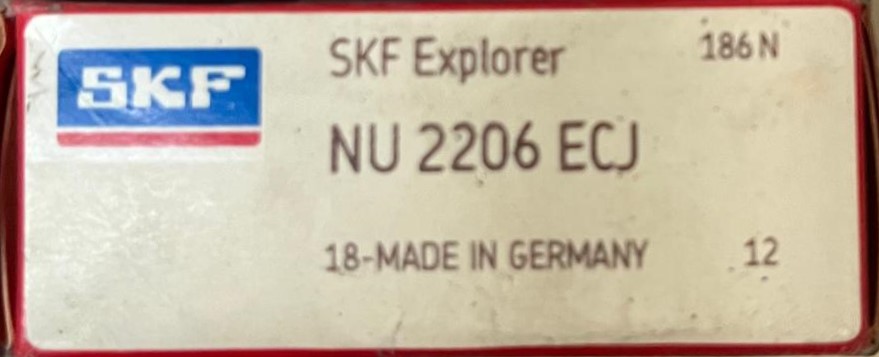 SKF
SKF Explorer 186 N
NU 2206 ECJ
18-MADE IN GERMANY 12